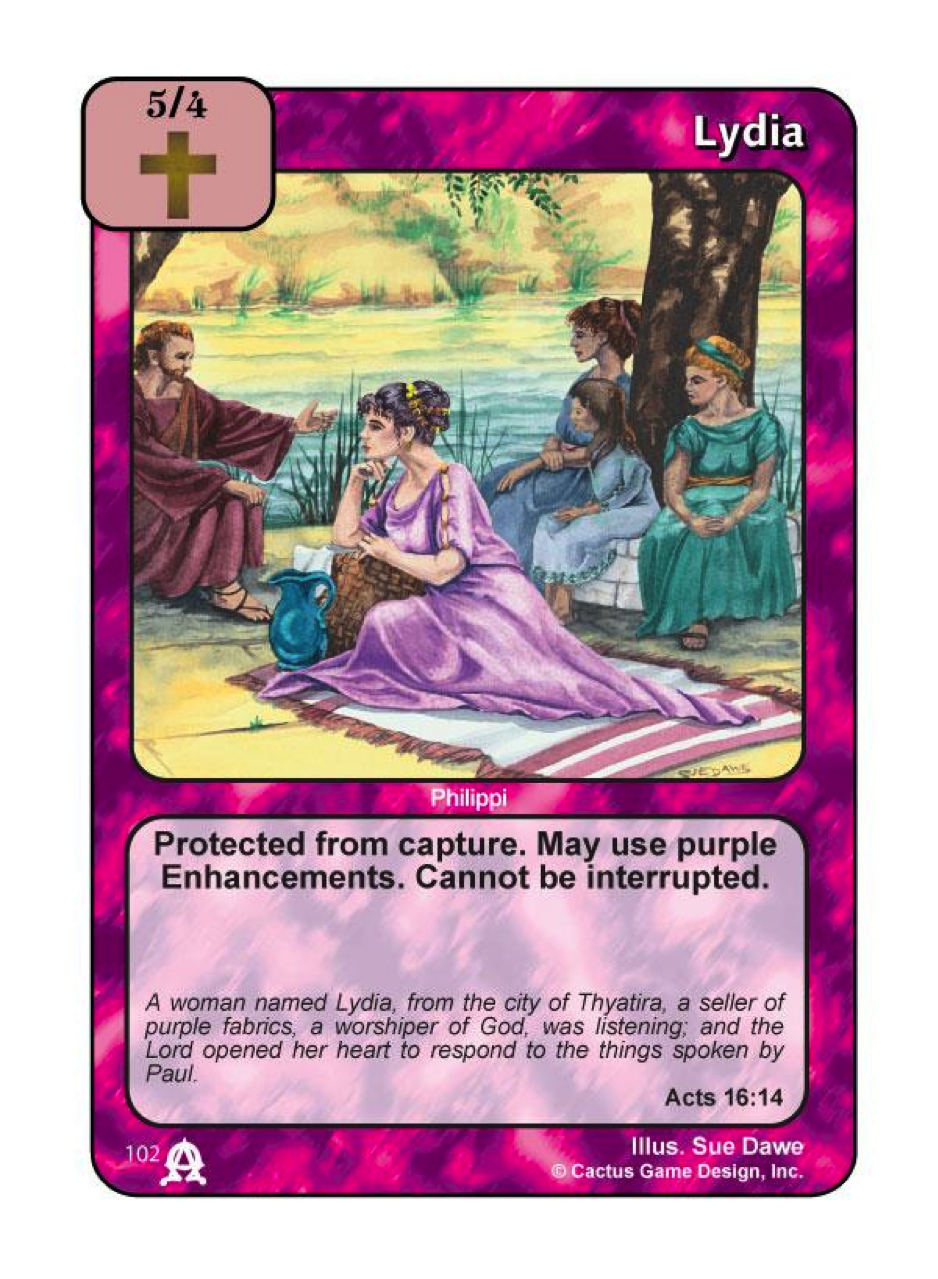 5/4
Lydia
SUE DAWE
Philippi
Protected from capture. May use purple
Enhancements. Cannot be interrupted.
A woman named Lydia, from the city of Thyatira, a seller of
purple fabrics, a worshiper of God, was listening; and the
Lord opened her heart to respond to the things spoken by
Paul.
Acts 16:14
102
Illus. Sue Dawe
© Cactus Game Design, Inc.